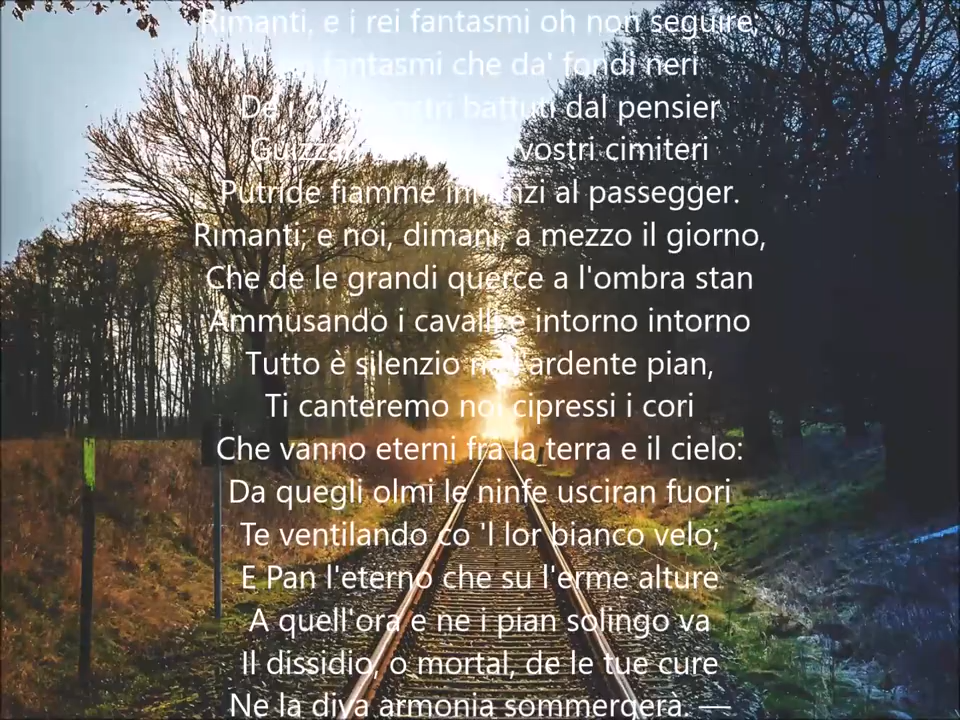 Rimanti, e i rei fantasmi oh non seguire;
fantasmi che da' fondi neri
De i battuti dal pensier
vostri cimiteri
Putride fiamme innanzi al passegger.
Rimanti; e noi, dimani, a mezzo il giorno,
Che de le grandi querce a l'ombra stan
Ammusando i cavalli e intorno intorno
Tutto è silenzio ne l'ardente pian,
Ti canteremo noi cipressi i cori
Che vanno eterni fra la terra e il cielo:
Da quegli olmi le ninfe usciran fuori
Te ventilando co 'l lor bianco velo;
E Pan l'eterno che su l'erme alture
A quell'ora e ne i pian solingo va
Il dissidio, o mortal, de le tue cure
Ne la diva armonia sommergerà. —